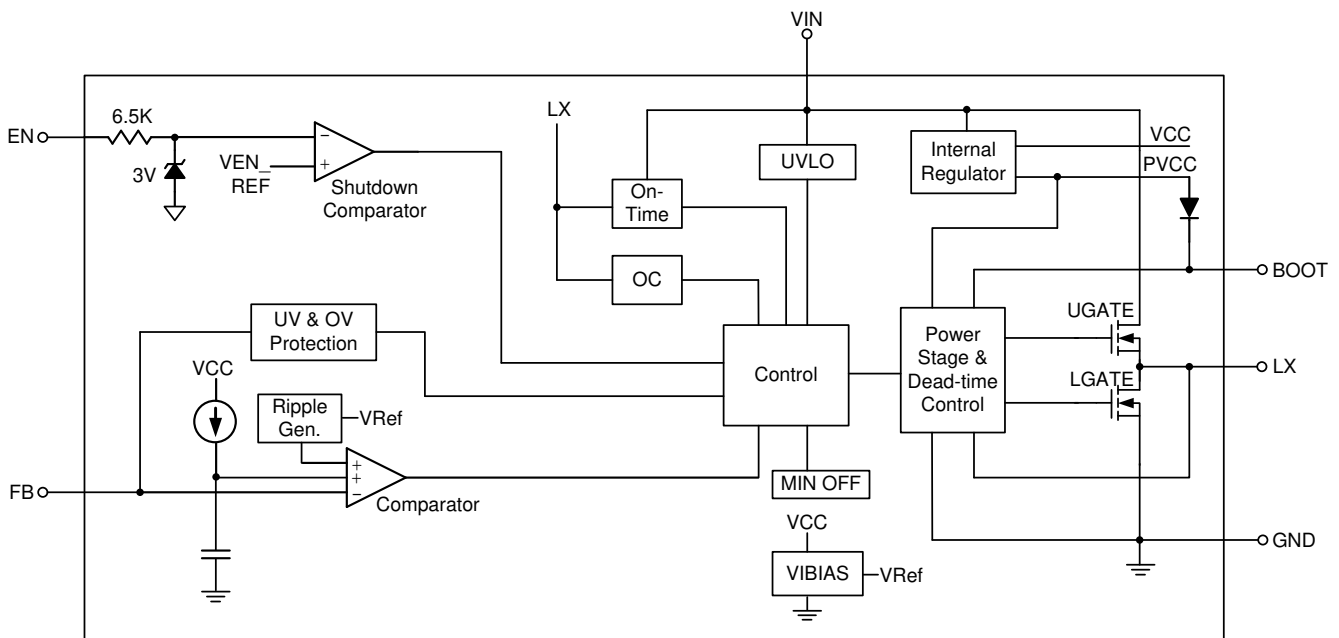 VIN
EN
6.5K
3V
VEN_
REF
−
+
Shutdown
Comparator
LX
On-
Time
OC
UVLO
Internal
Regulator
VCC
PVCC
BOOT
UV & OV
Protection
VCC
Ripple
Gen.
VRef
+
+
−
Comparator
FB
Control
MIN OFF
VCC
VIBIAS
VRef
Power
Stage &
Dead-time
Control
UGATE
LGATE
LX
GND